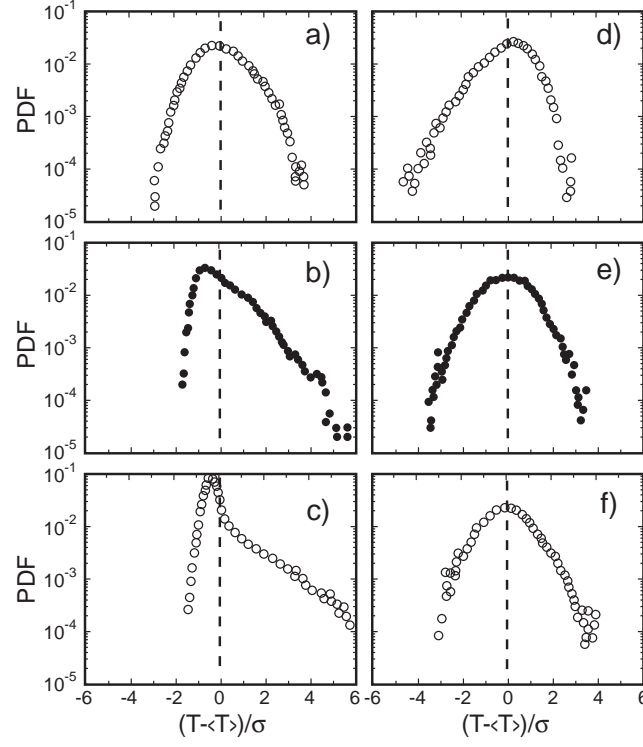 a)
d)
PDF
10⁻¹
10⁻²
10⁻³
10⁻⁴
10⁻⁵
b)
e)
PDF
10⁻¹
10⁻²
10⁻³
10⁻⁴
10⁻⁵
c)
f)
PDF
10⁻¹
10⁻²
10⁻³
10⁻⁴
10⁻⁵
-6 -4 -2 0 2 4 6 -4 -2 0 2 4 6
(T-<T>)/σ (T-<T>)/σ